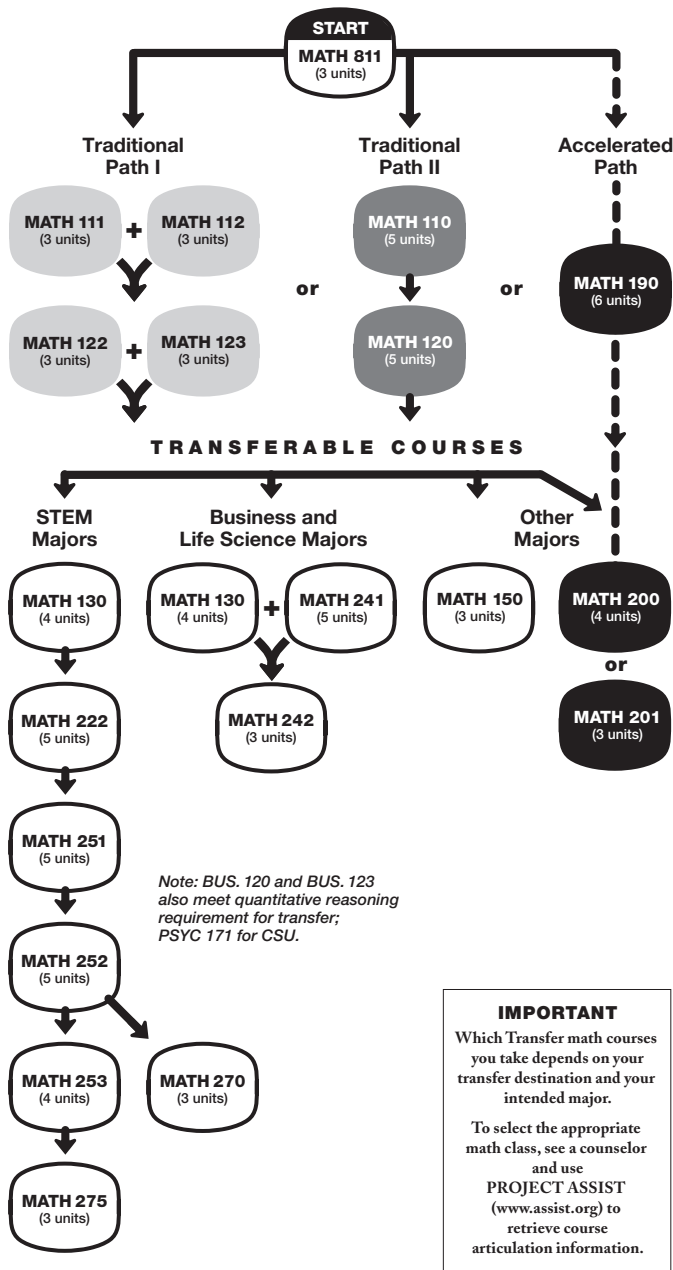 START
MATH 811
(3 units)
Traditional
Path I
Traditional
Path II
Accelerated
Path
MATH 111
(3 units)
+
MATH 112
(3 units)
MATH 110
(5 units)
or
or
MATH 190
(6 units)
MATH 122
(3 units)
+
MATH 123
(3 units)
MATH 120
(5 units)
TRANSFERABLE COURSES
STEM
Majors
Business and
Life Science Majors
Other
Majors
MATH 130
(4 units)
MATH 130
(4 units)
+
MATH 241
(5 units)
MATH 150
(3 units)
MATH 200
(4 units)
or
MATH 201
(3 units)
MATH 222
(5 units)
MATH 242
(3 units)
MATH 251
(5 units)
Note: BUS. 120 and BUS. 123
also meet quantitative reasoning
requirement for transfer;
PSYC 171 for CSU.
MATH 252
(5 units)
MATH 253
(4 units)
MATH 270
(3 units)
MATH 275
(3 units)
IMPORTANT
Which Transfer math courses
you take depends on your
transfer destination and your
intended major.
To select the appropriate
math class, see a counselor
and use
PROJECT ASSIST
(www.assist.org) to
retrieve course
articulation information.